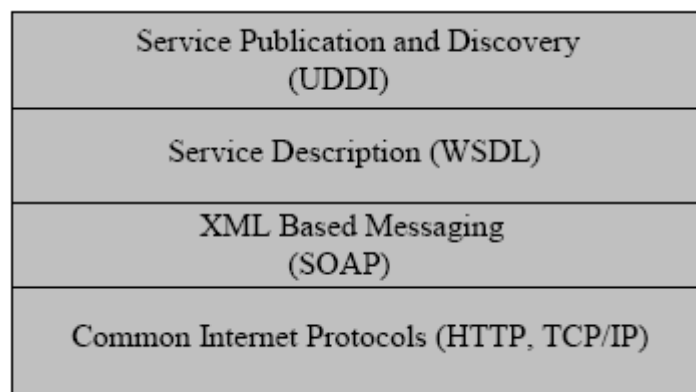 Service Publication and Discovery
(UDDI)
Service Description (WSDL)
XML Based Messaging
(SOAP)
Common Internet Protocols (HTTP, TCP/IP)